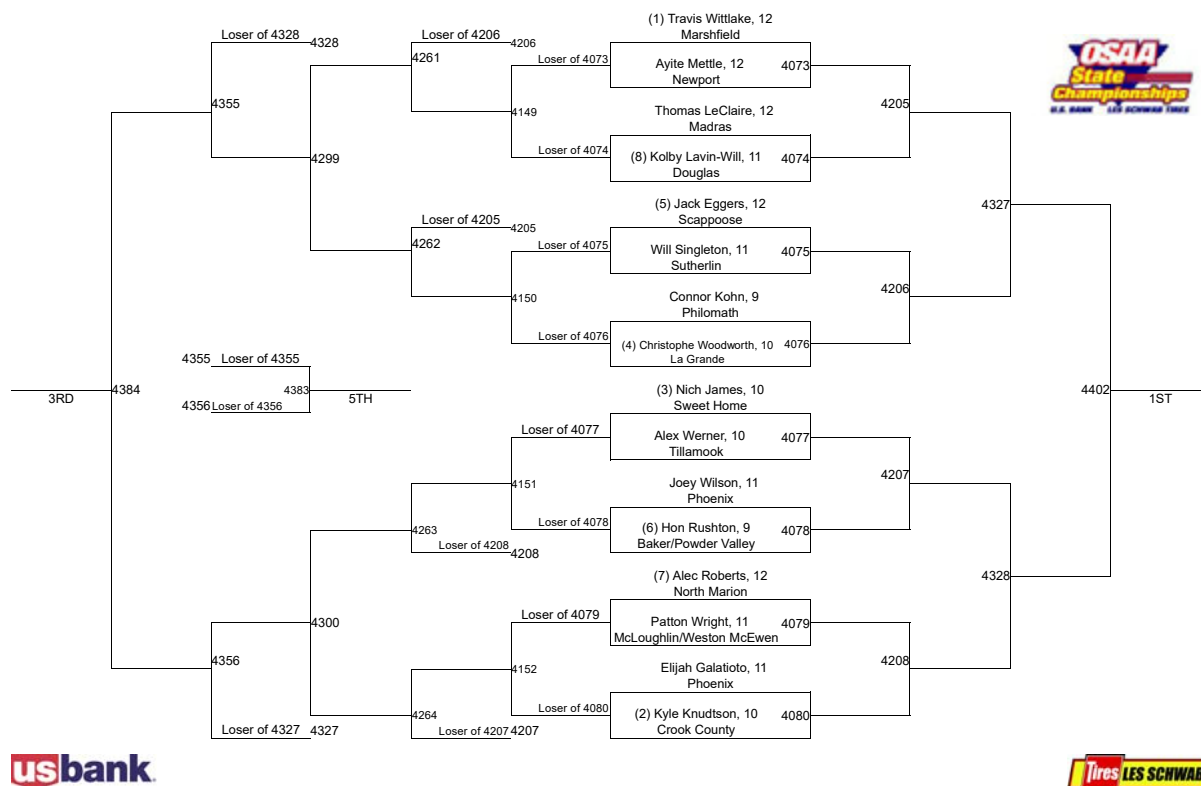 (1) Travis Wittlake, 12
Marshfield
Loser of 4328
4328
Loser of 4206
4206
4261
Loser of 4073
Ayite Mettle, 12
Newport
4073
OSAA
State
Championships
U.S. BANK LES SCHWAB TIRES
4355
4149
Thomas LeClaire, 12
Madras
4205
4299
Loser of 4074
(8) Kolby Lavin-Will, 11
Douglas
4074
(5) Jack Eggers, 12
Scappoose
4327
Loser of 4205
4205
4262
Loser of 4075
Will Singleton, 11
Sutherlin
4075
4150
Connor Kohn, 9
Philomath
4206
Loser of 4076
(4) Christophe Woodworth, 10
La Grande
4076
4355
Loser of 4355
3RD
4384
4383
5TH
4356
Loser of 4356
(3) Nich James, 10
Sweet Home
4402
1ST
Loser of 4077
Alex Werner, 10
Tillamook
4077
4151
Joey Wilson, 11
Phoenix
4207
4263
Loser of 4078
(6) Hon Rushton, 9
Baker/Powder Valley
4078
Loser of 4208
4208
(7) Alec Roberts, 12
North Marion
4328
4300
Loser of 4079
Patton Wright, 11
McLoughlin/Weston McEwen
4079
4356
4152
Elijah Galatioto, 11
Phoenix
4208
4264
Loser of 4080
(2) Kyle Knudtson, 10
Crook County
4080
Loser of 4327
4327
Loser of 4207
4207
usbank.
Tires LES SCHWAB